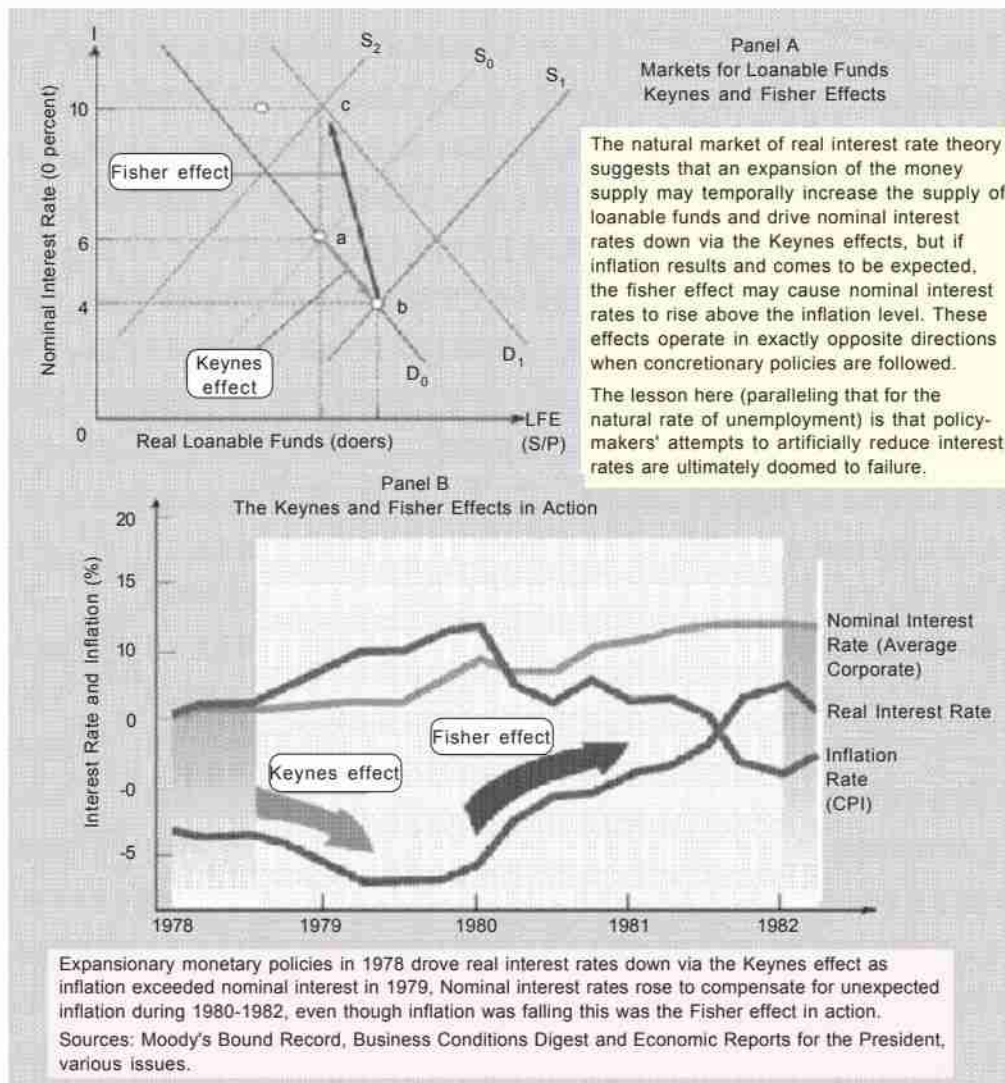 I
S2
S0
S1
Panel A
Markets for Loanable Funds
Keynes and Fisher Effects
10
c
Fisher effect
a
6
4
b
Keynes
effect
D0
D1
0
Nominal Interest Rate (0 percent)
Real Loanable Funds (doers)
LFE
(S/P)
The natural market of real interest rate theory
suggests that an expansion of the money
supply may temporally increase the supply of
loanable funds and drive nominal interest
rates down via the Keynes effects, but if
inflation results and comes to be expected,
the fisher effect may cause nominal interest
rates to rise above the inflation level. These
effects operate in exactly opposite directions
when concretionary policies are followed.
The lesson here (paralleling that for the
natural rate of unemployment) is that policy-
makers' attempts to artificially reduce interest
rates are ultimately doomed to failure.
Panel B
The Keynes and Fisher Effects in Action
Interest Rate and Inflation (%)
20
15
10
0
-0
-5
Keynes effect
Fisher effect
Nominal Interest
Rate (Average
Corporate)
Real Interest Rate
Inflation
Rate
(CPI)
1978
1979
1980
1981
1982
Expansionary monetary policies in 1978 drove real interest rates down via the Keynes effect as
inflation exceeded nominal interest in 1979, Nominal interest rates rose to compensate for unexpected
inflation during 1980-1982, even though inflation was falling this was the Fisher effect in action.
Sources: Moody's Bound Record, Business Conditions Digest and Economic Reports for the President,
various issues.